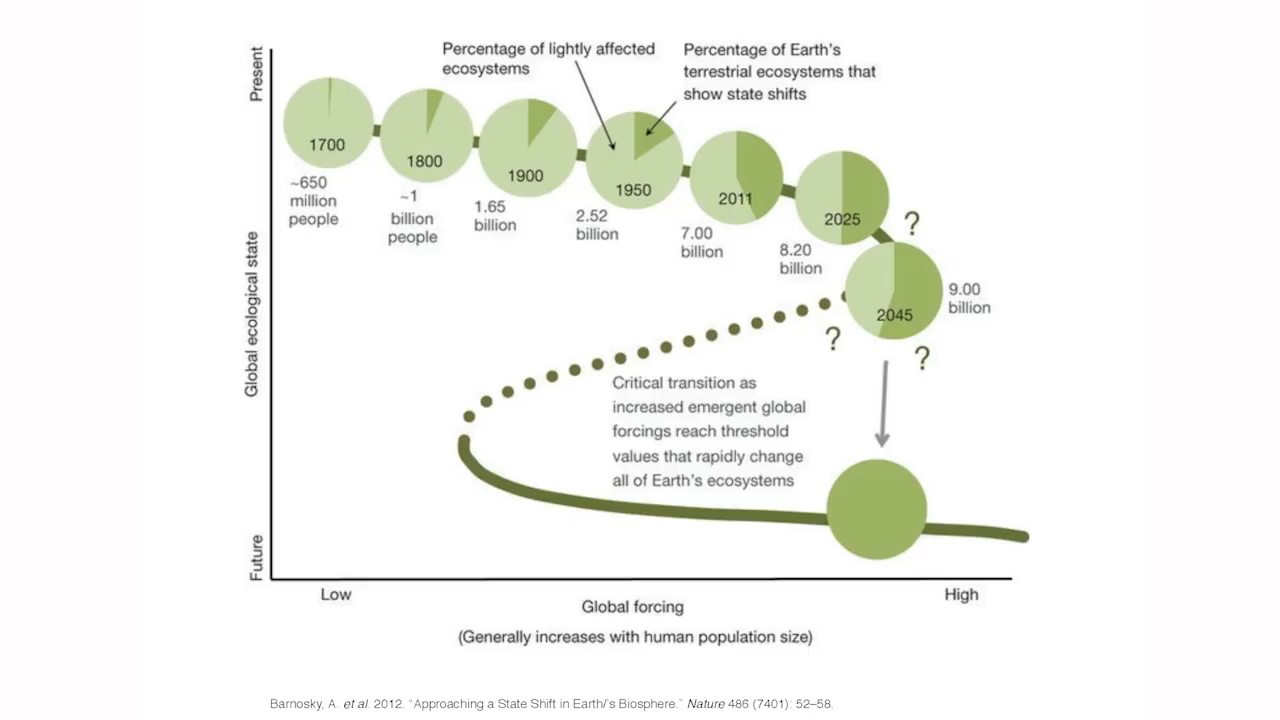 Present
Percentage of lightly affected
ecosystems
Percentage of Earth's
terrestrial ecosystems that
show state shifts
1700
1800
1900
1950
2011
2025
2045
~650
million
people
~1
billion
people
1.65
billion
2.52
billion
7.00
billion
8.20
billion
9.00
billion
?
?
?
Global ecological state
Critical transition as
increased emergent global
forcings reach threshold
values that rapidly change
all of Earth's ecosystems
Future
Low
Global forcing
High
(Generally increases with human population size)
Barnosky, A. et al. 2012. “Approaching a State Shift in Earth/’s Biosphere.” Nature 486 (7401): 52–58.